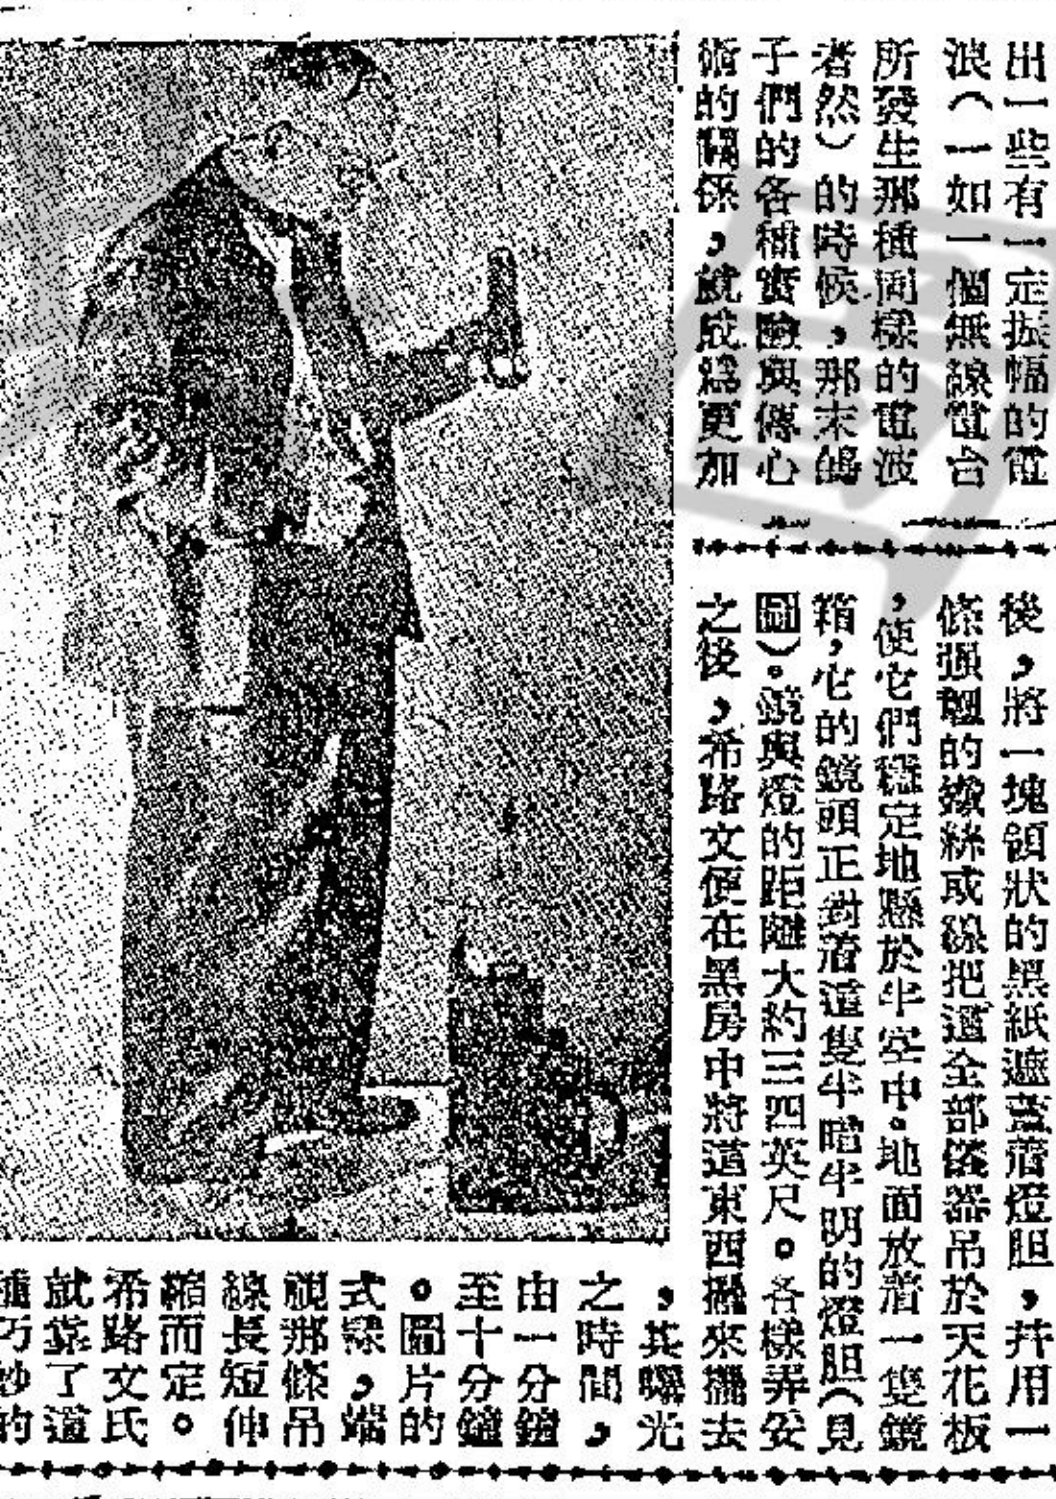 出一些有一定振幅的電
浪（一如一個無線電台
所發生那種同樣的電波
者然）的時候，那末鴿
子們的各種實驗與傳心
術的關係，就成爲更加
後，將一塊領狀的黑紙遮蓋着燈胆，幷用一
條强韌的鐵絲或線把這全部儀器吊於天花板
，使它們穩定地懸於半空中。地面放着一隻鏡
箱，它的鏡頭正對着這隻半暗半明的燈胆（見
圖）。鏡與燈的距離大約三四英尺。各樣弄妥
之後，希路文便在黑房中將這東西擺來擺去
，其曝光
之時間，
由一分鐘
至十分鐘
。圖片的
式樣，端
視那條吊
線長短伸
縮而定。
希路文氏
就靠了這
種巧妙的